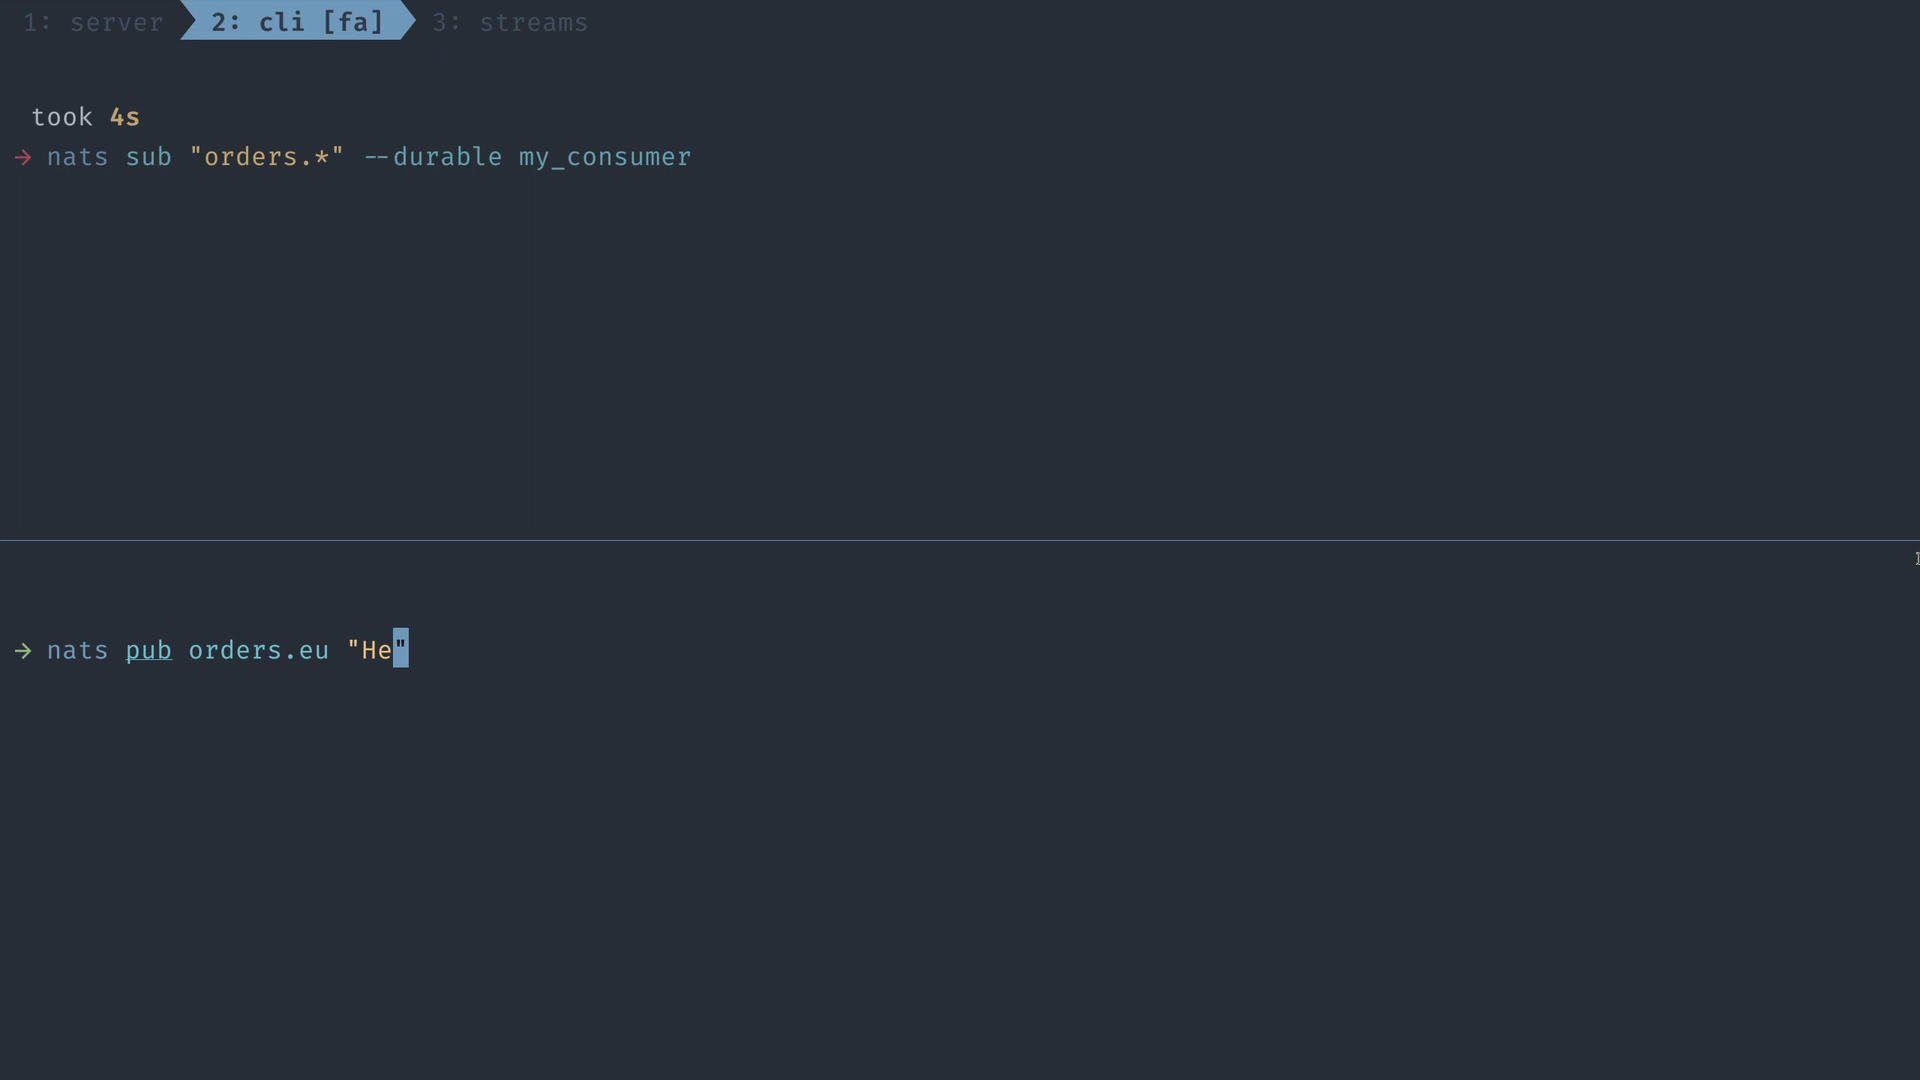 1: server 2: cli [fa] 3: streams
took 4s
→ nats sub "orders.*" --durable my_consumer
→ nats pub orders.eu "He"